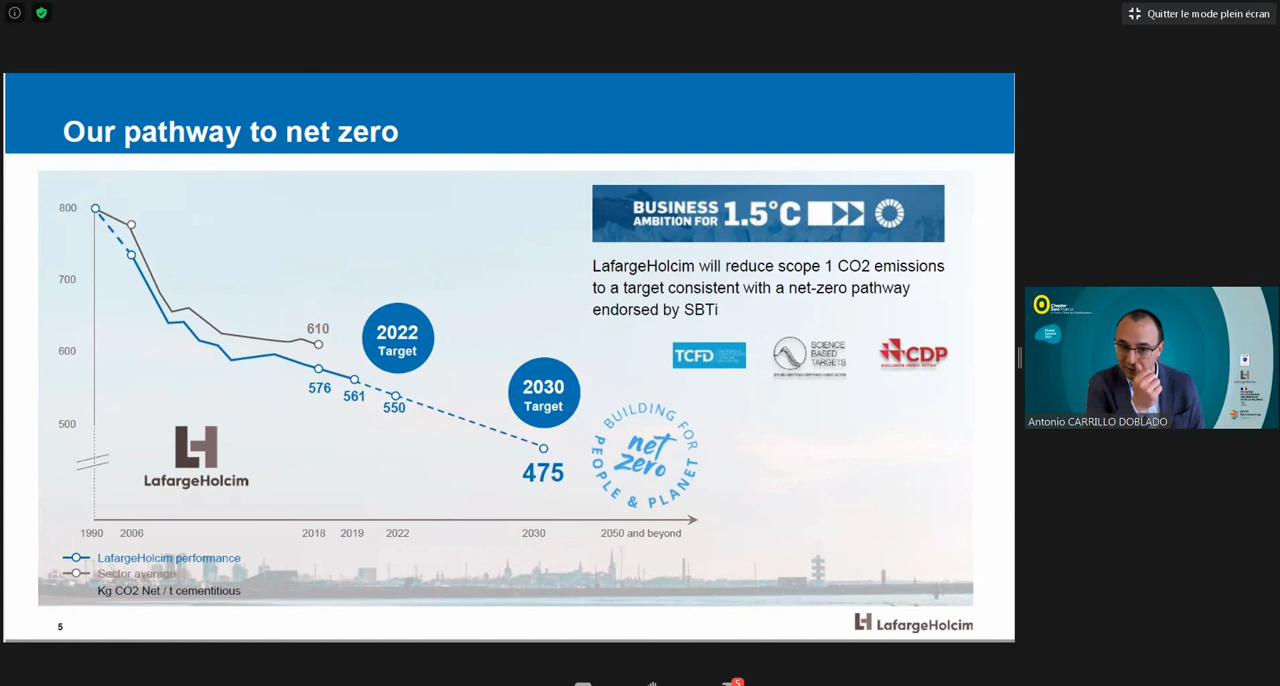 Quitter le mode plein écran
Our pathway to net zero
800
700
600
500
610
576
561
550
475
2022
Target
2030
Target
LafargeHolcim
1990
2006
2018
2019
2022
2030
2050 and beyond
LafargeHolcim performance
Sector average
Kg CO2 Net / t cementitious
BUSINESS
AMBITION FOR
1.5°C
LafargeHolcim will reduce scope 1 CO2 emissions
to a target consistent with a net-zero pathway
endorsed by SBTi
TCFD
SCIENCE
BASED
TARGETS
CDP
BUILDING FOR
PEOPLE & PLANET
net
zero
5
LafargeHolcim
Antonio CARRILLO DOBLADO
5